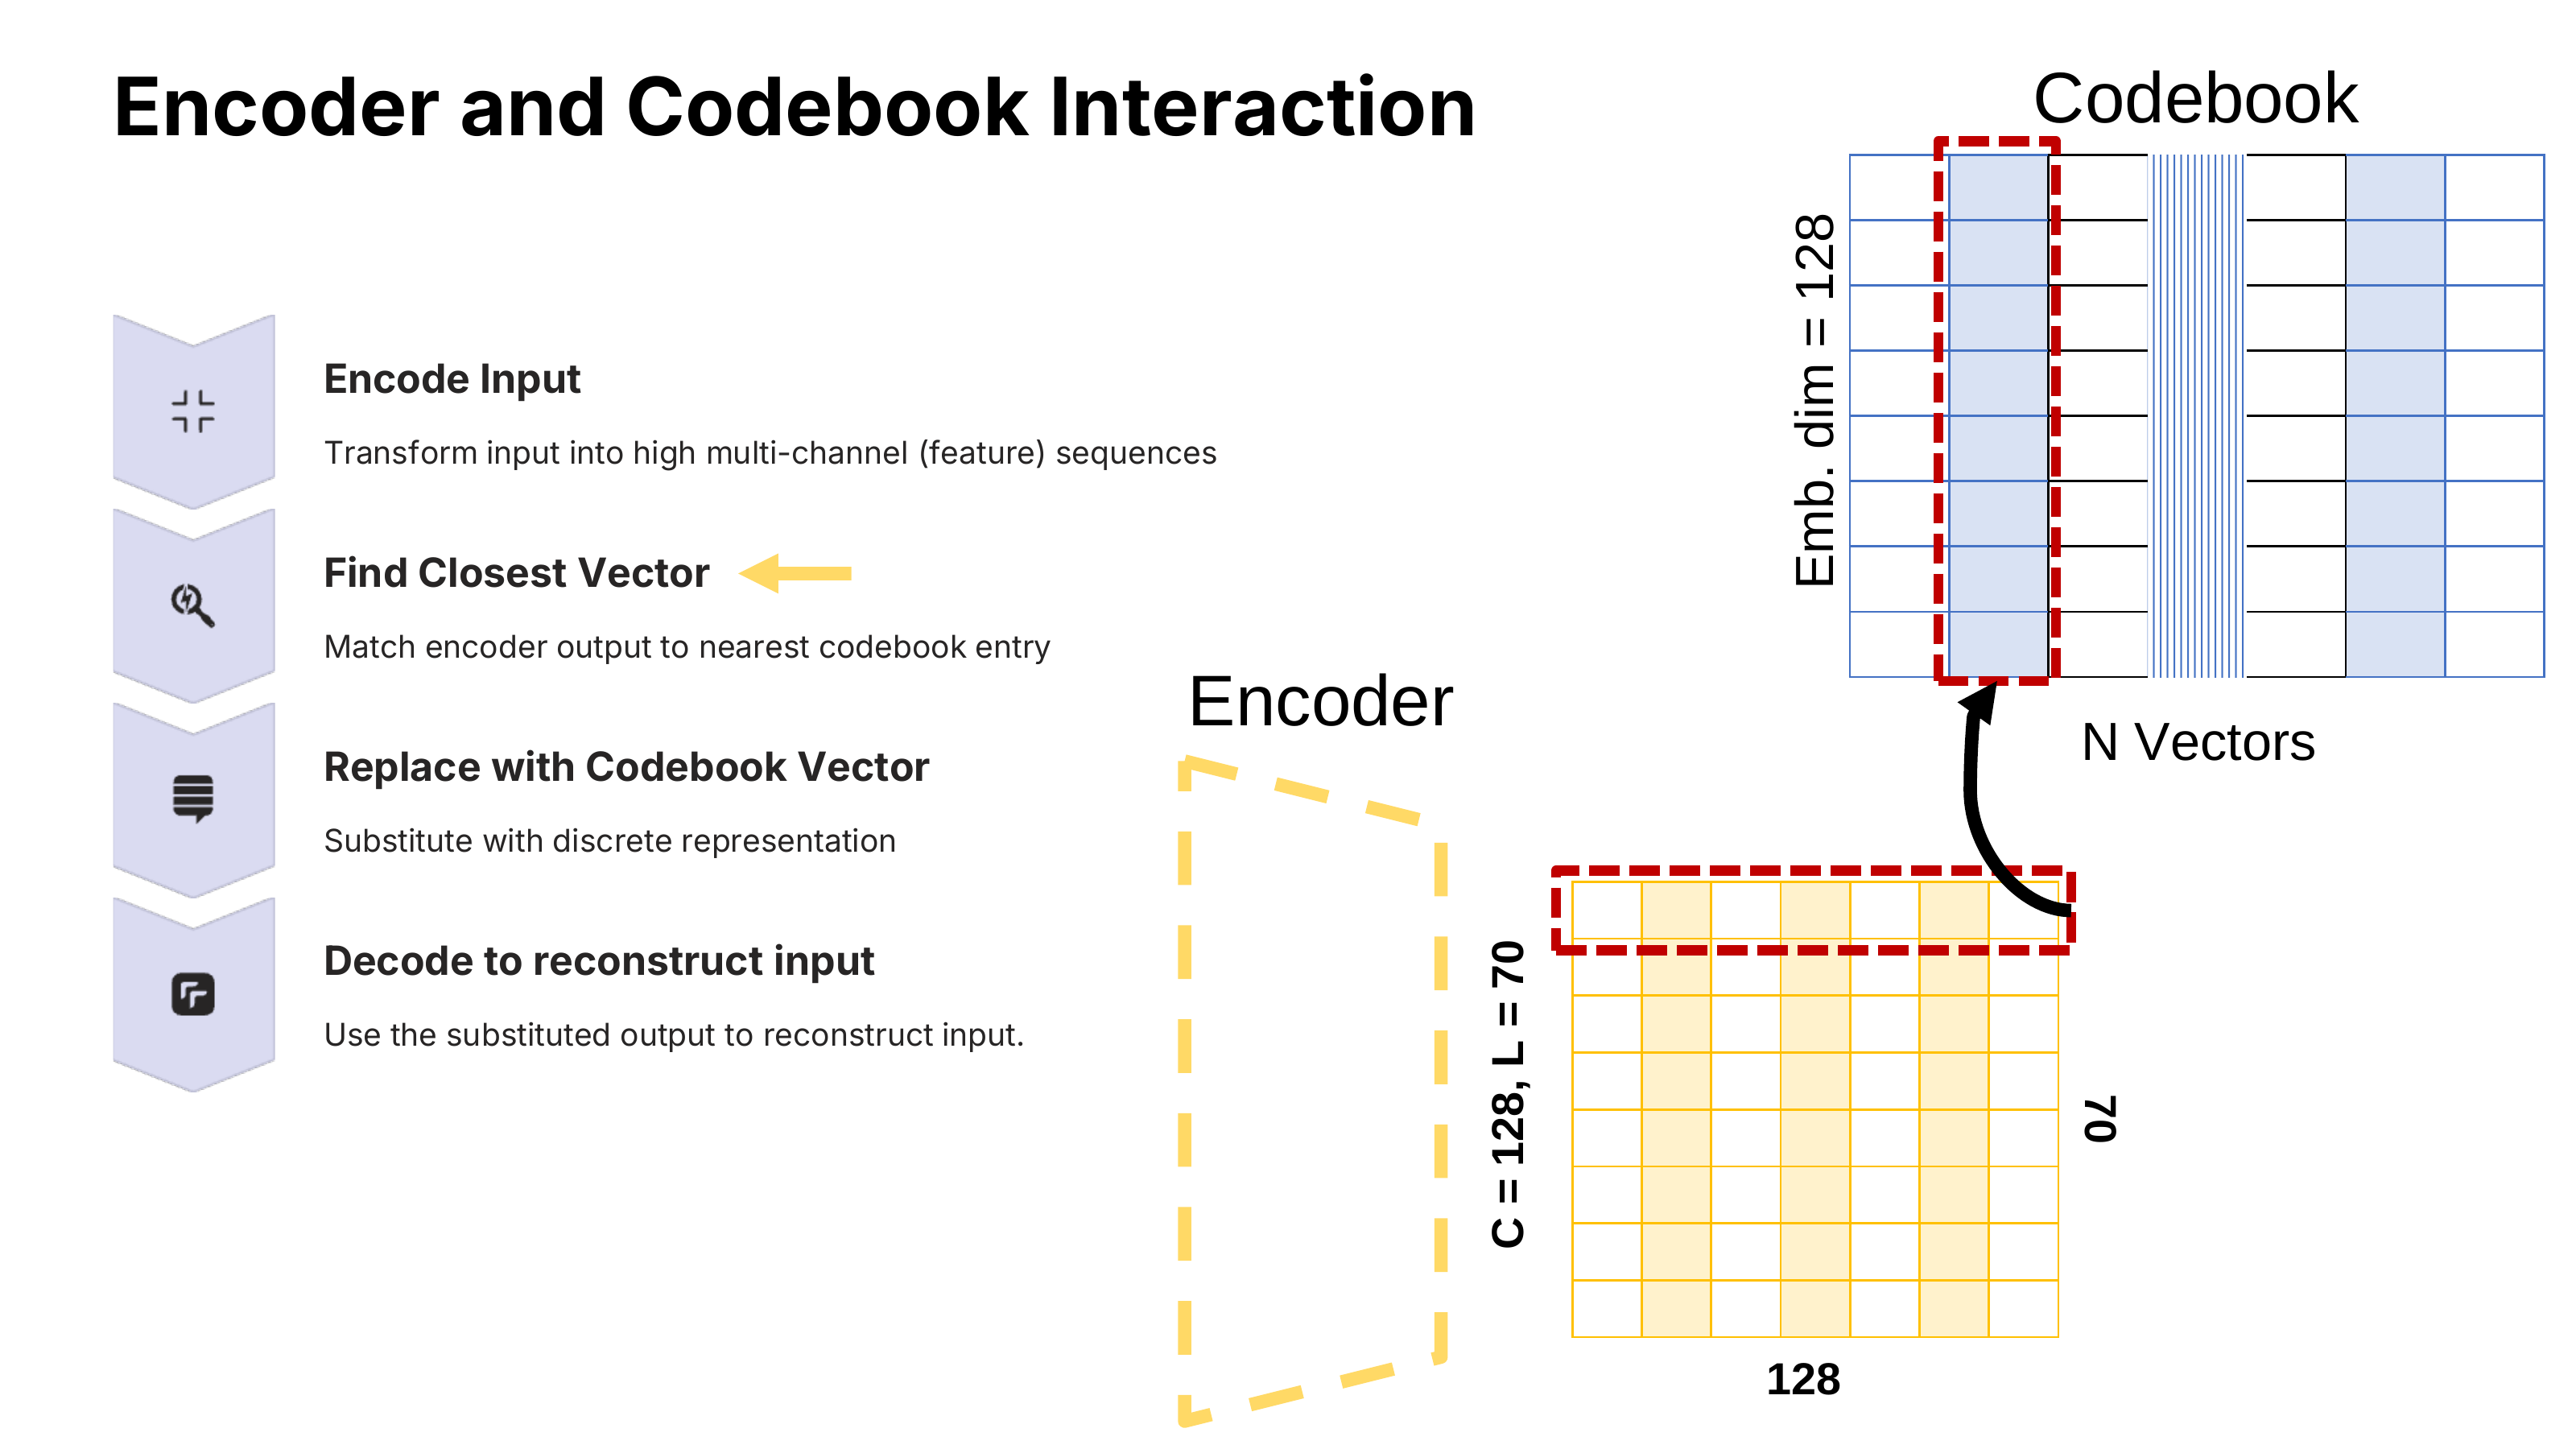 Encoder and Codebook Interaction
Encode Input
Transform input into high multi-channel (feature) sequences
Find Closest Vector
Match encoder output to nearest codebook entry
Replace with Codebook Vector
Substitute with discrete representation
Decode to reconstruct input
Use the substituted output to reconstruct input.
Codebook
Emb. dim = 128
N Vectors
Encoder
C = 128, L = 70
70
128